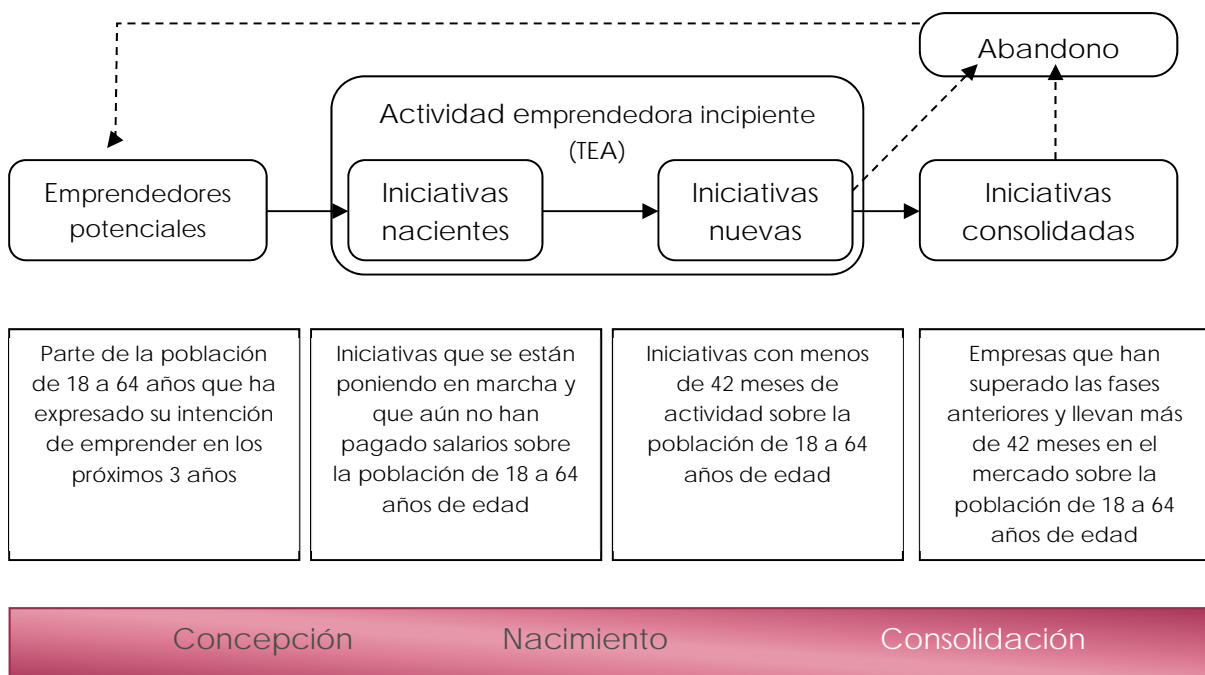 Abandono
Actividad emprendedora incipiente
(TEA)
Emprendedores
potenciales
Iniciativas
nacientes
Iniciativas
nuevas
Iniciativas
consolidadas
Parte de la población
de 18 a 64 años que ha
expresado su intención
de emprender en los
próximos 3 años
Iniciativas que se están
poniendo en marcha y
que aún no han
pagado salarios sobre
la población de 18 a 64
años de edad
Iniciativas con menos
de 42 meses de
actividad sobre la
población de 18 a 64
años de edad
Empresas que han
superado las fases
anteriores y llevan más
de 42 meses en el
mercado sobre la
población de 18 a 64
años de edad
Concepción Nacimiento Consolidación